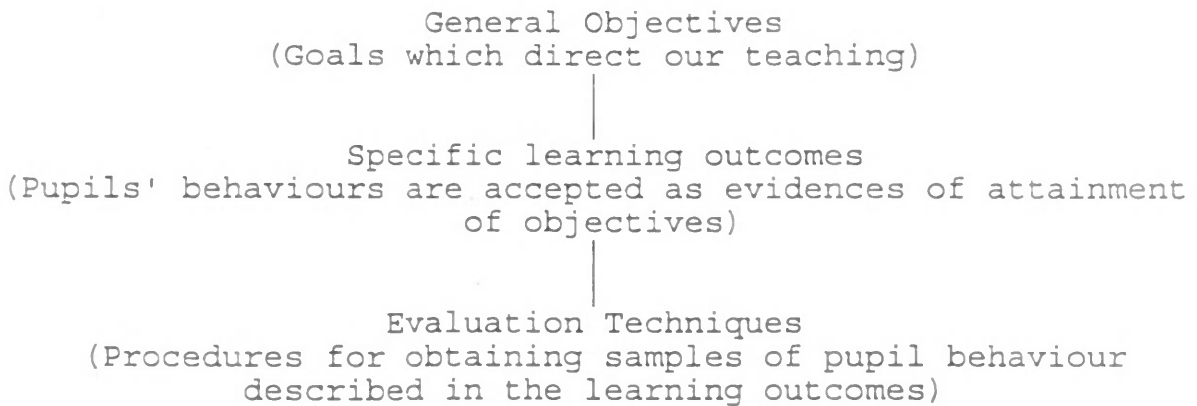 General Objectives
(Goals which direct our teaching)
Specific learning outcomes
(Pupils' behaviours are accepted as evidences of attainment
of objectives)
Evaluation Techniques
(Procedures for obtaining samples of pupil behaviour
described in the learning outcomes)